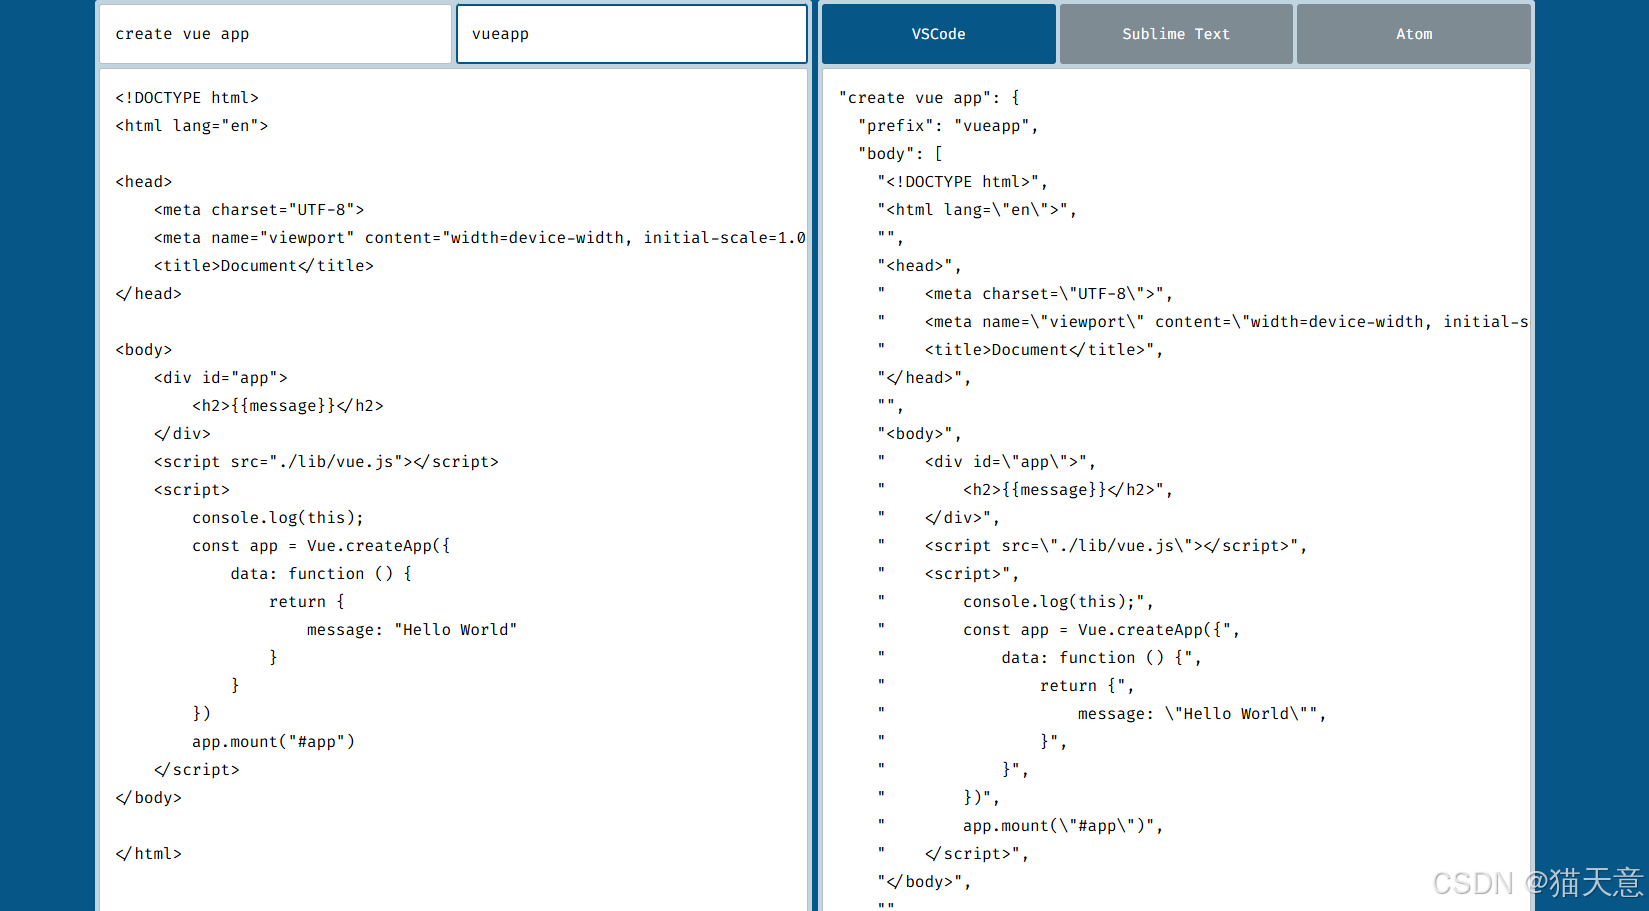 create vue app
vueapp
<!DOCTYPE html>
<html lang="en">

<head>
    <meta charset="UTF-8">
    <meta name="viewport" content="width=device-width, initial-scale=1.0
    <title>Document</title>
</head>

<body>
    <div id="app">
        <h2>{{message}}</h2>
    </div>
    <script src="./lib/vue.js"></script>
    <script>
        console.log(this);
        const app = Vue.createApp({
            data: function () {
                return {
                    message: "Hello World"
                }
            }
        })
        app.mount("#app")
    </script>
</body>

</html>
VSCode
Sublime Text
Atom
"create vue app": {
  "prefix": "vueapp",
  "body": [
    "<!DOCTYPE html>",
    "<html lang=\"en\">",
    "",
    "<head>",
    "    <meta charset=\"UTF-8\">",
    "    <meta name=\"viewport\" content=\"width=device-width, initial-s
    "    <title>Document</title>",
    "</head>",
    "",
    "<body>",
    "    <div id=\"app\">",
    "        <h2>{{message}}</h2>",
    "    </div>",
    "    <script src=\"./lib/vue.js\"></script>",
    "    <script>",
    "        console.log(this);",
    "        const app = Vue.createApp({",
    "            data: function () {",
    "                return {",
    "                    message: \"Hello World\"",
    "                }",
    "            }",
    "        })",
    "        app.mount(\"#app\")",
    "    </script>",
    "</body>",
    ""
CSDN @猫天意